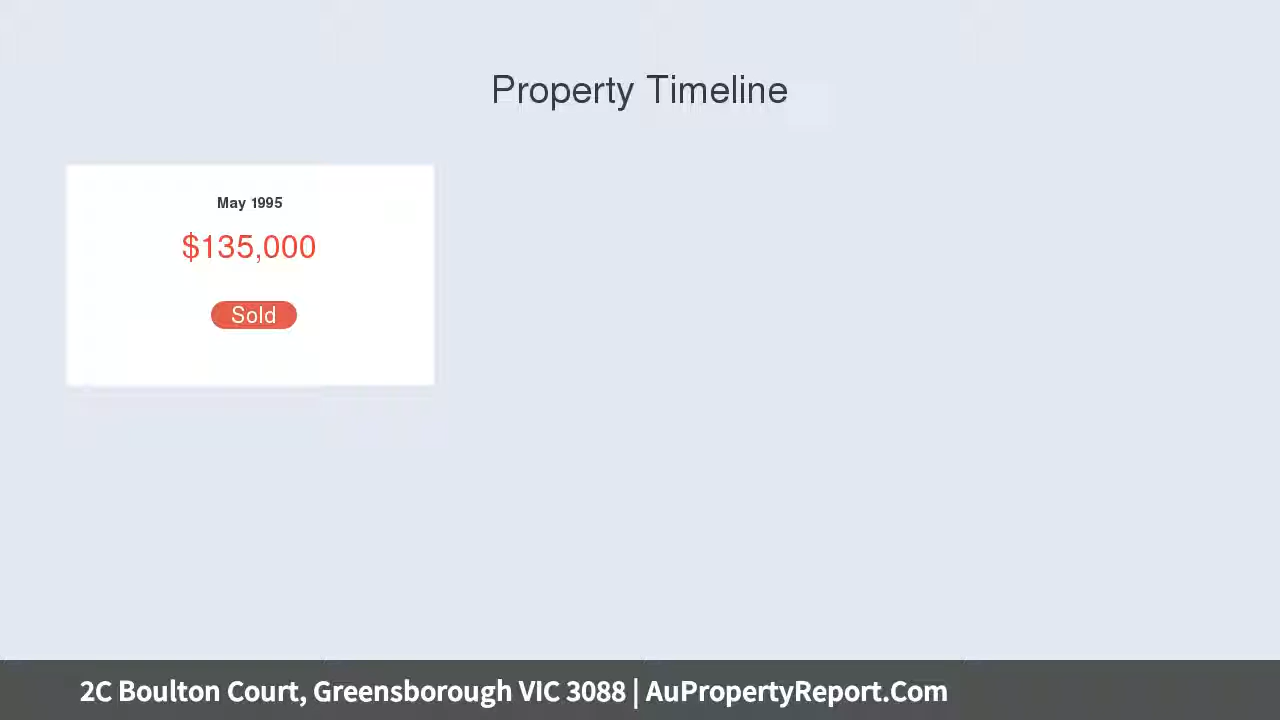 Property Timeline
May 1995
$135,000
Sold
2C Boulton Court, Greensborough VIC 3088 | AuPropertyReport.Com